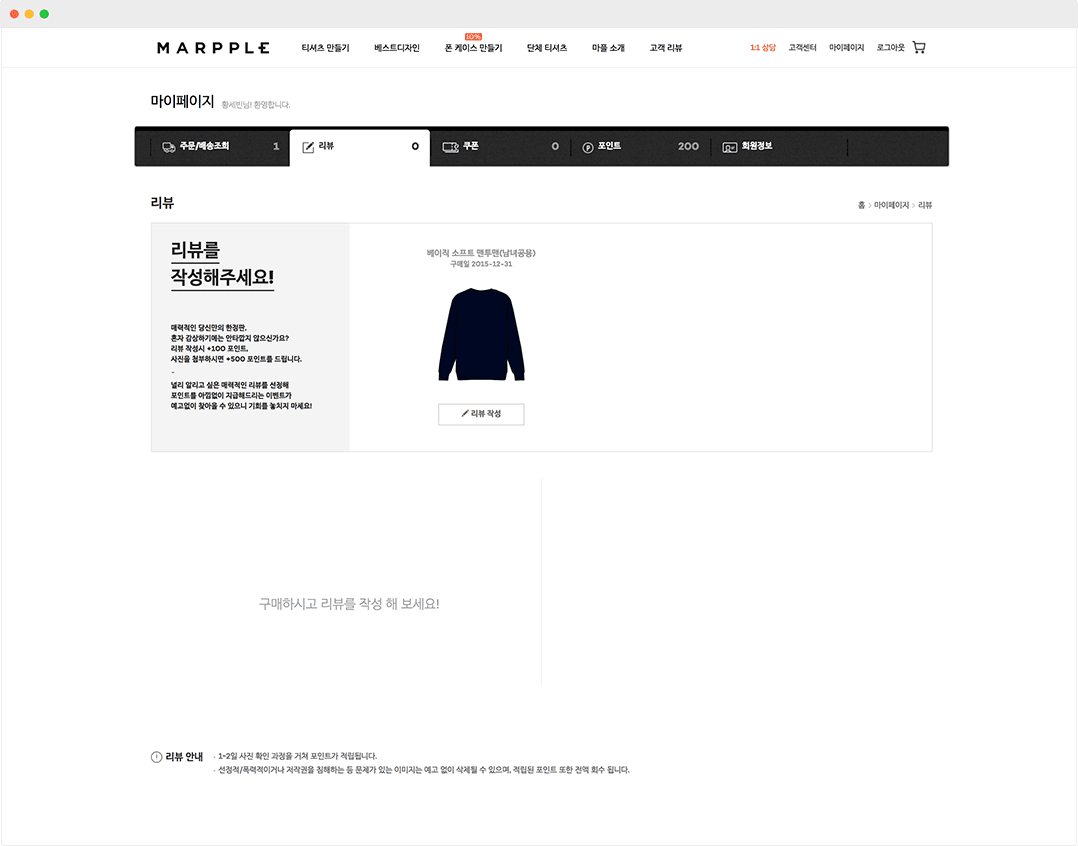 MARPPLE
티셔츠 만들기
베스트디자인
10%
폰 케이스 만들기
단체 티셔츠
마플 소개
고객 리뷰
1:1 상담
고객센터
마이페이지
로그아웃
마이페이지
황세빈님! 환영합니다.
주문/배송조회 1
리뷰 0
쿠폰 0
포인트 200
회원정보
리뷰
홈 > 마이페이지 > 리뷰
리뷰를
작성해주세요!
매력적인 당신만의 한정판,
혼자 감상하기에는 안타깝지 않으신가요?
리뷰 작성시 +100 포인트,
사진을 첨부하시면 +500 포인트를 드립니다.
-
널리 알리고 싶은 매력적인 리뷰를 선정해
포인트를 아낌없이 지급해드리는 이벤트가
예고없이 찾아올 수 있으니 기회를 놓치지 마세요!
베이직 소프트 맨투맨(남녀공용)
구매일 2015-12-31
리뷰 작성
구매하시고 리뷰를 작성 해 보세요!
리뷰 안내
· 1~2일 사진 확인 과정을 거쳐 포인트가 적립됩니다.
· 선정적/폭력적이거나 저작권을 침해하는 등 문제가 있는 이미지는 예고 없이 삭제될 수 있으며, 적립된 포인트 또한 전액 회수 됩니다.